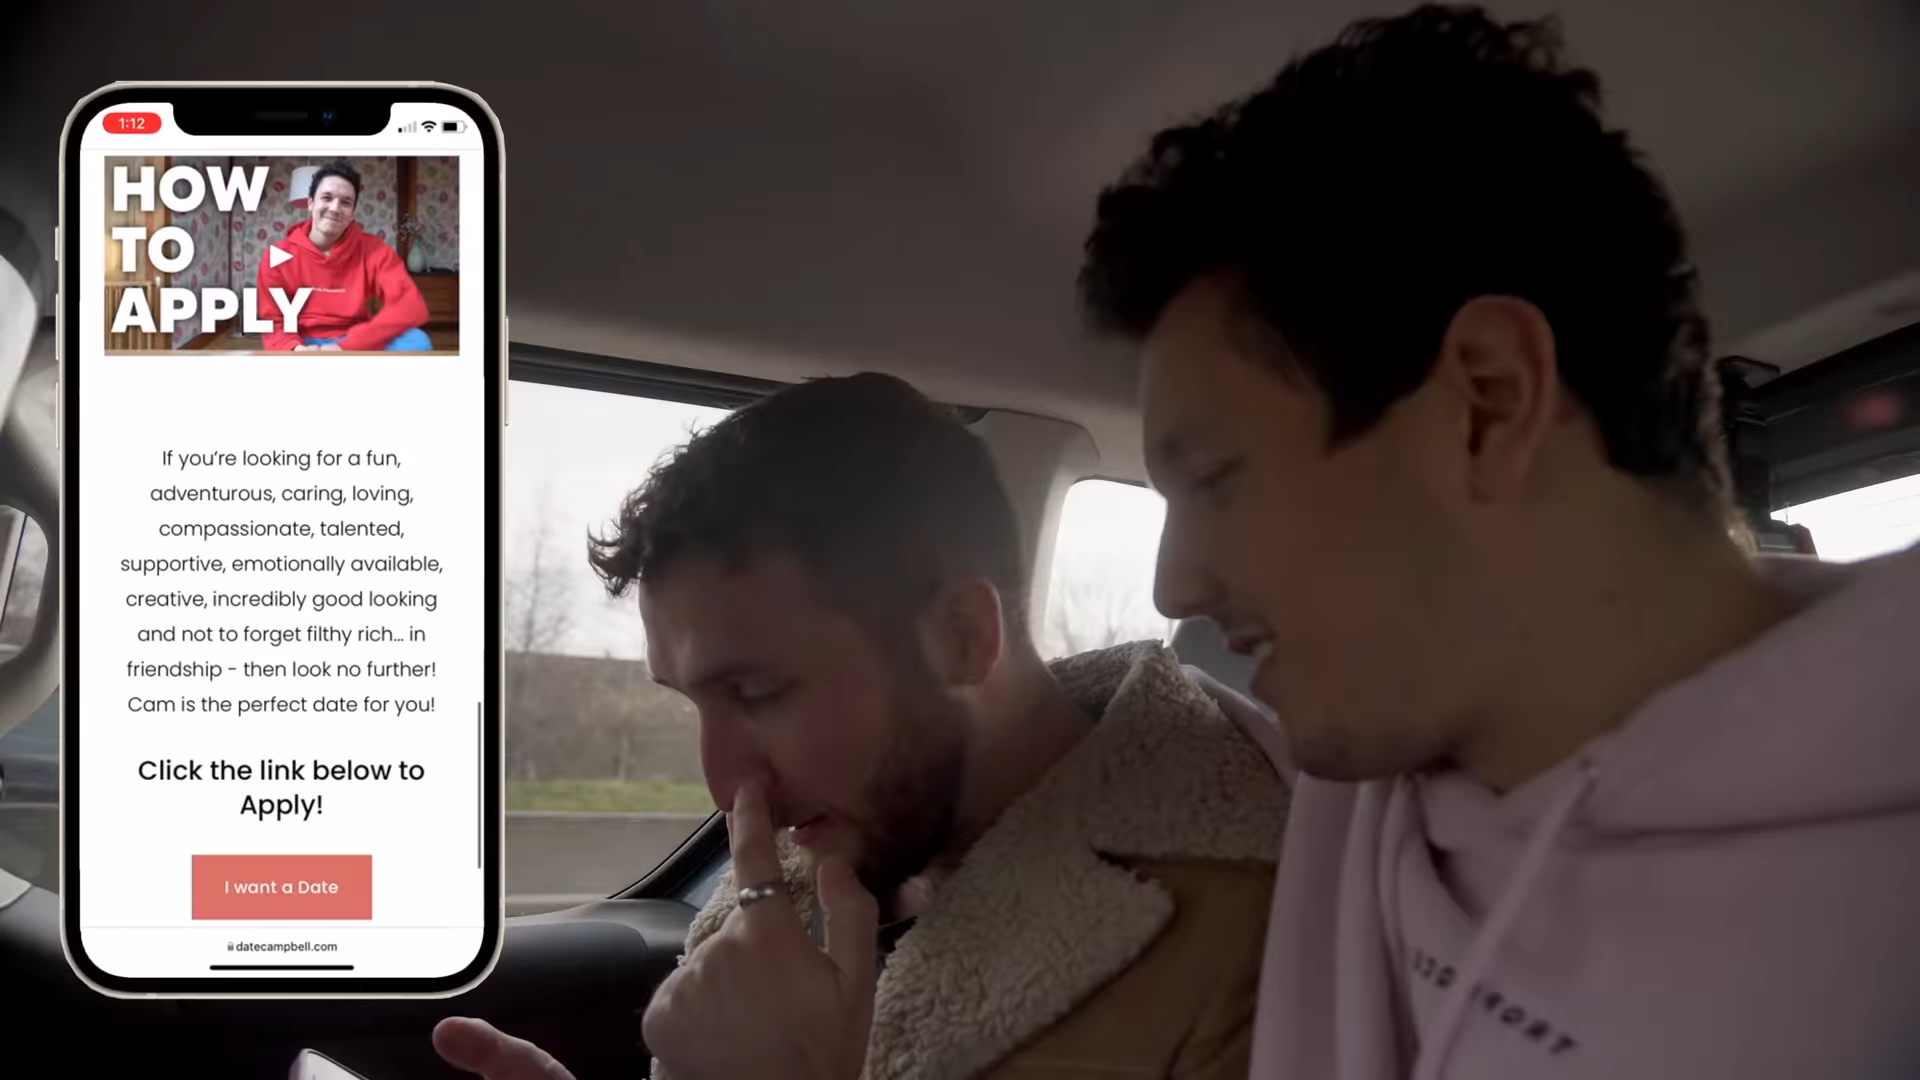 1:12
HOW
TO
APPLY
If you're looking for a fun,
adventurous, caring, loving,
compassionate, talented,
supportive, emotionally available,
creative, incredibly good looking
and not to forget filthy rich... in
friendship - then look no further!
Cam is the perfect date for you!
Click the link below to
Apply!
I want a Date
datecampbell.com